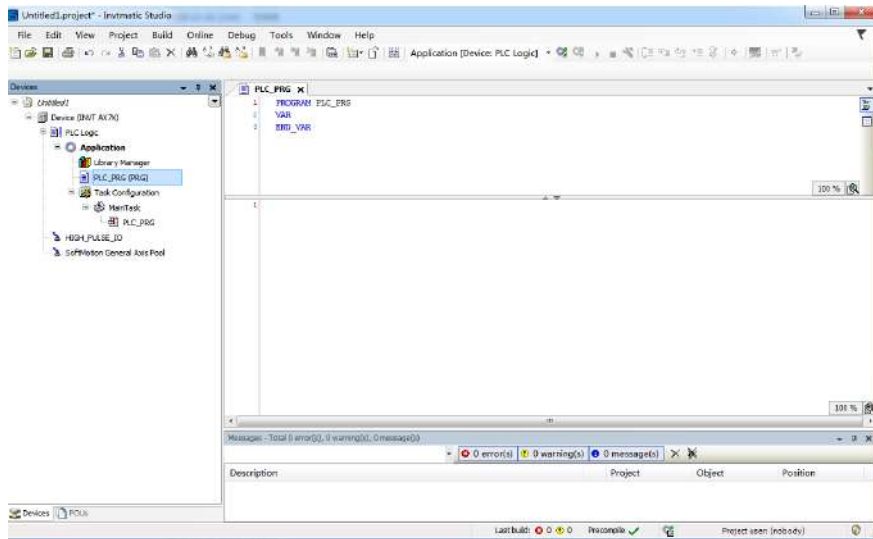 Untitled1.project* - Invtmatic Studio
File Edit View Project Build Online Debug Tools Window Help
Application [Device: PLC Logic]
Devices
Untitled1
Device (INVT AX7X)
PLC Logic
Application
Library Manager
PLC_PRG (PRG)
Task Configuration
MainTask
PLC_PRG
HIGH_PULSE_IO
SoftMotion General Axis Pool
Devices POUs
PLC_PRG
1 PROGRAM PLC_PRG
2 VAR
3 END_VAR
100 %
1
100 %
Messages - Total 0 error(s), 0 warning(s), 0 message(s)
0 error(s) 0 warning(s) 0 message(s)
Description Project Object Position
Last build: 0 0 Precompile Project user: (nobody)